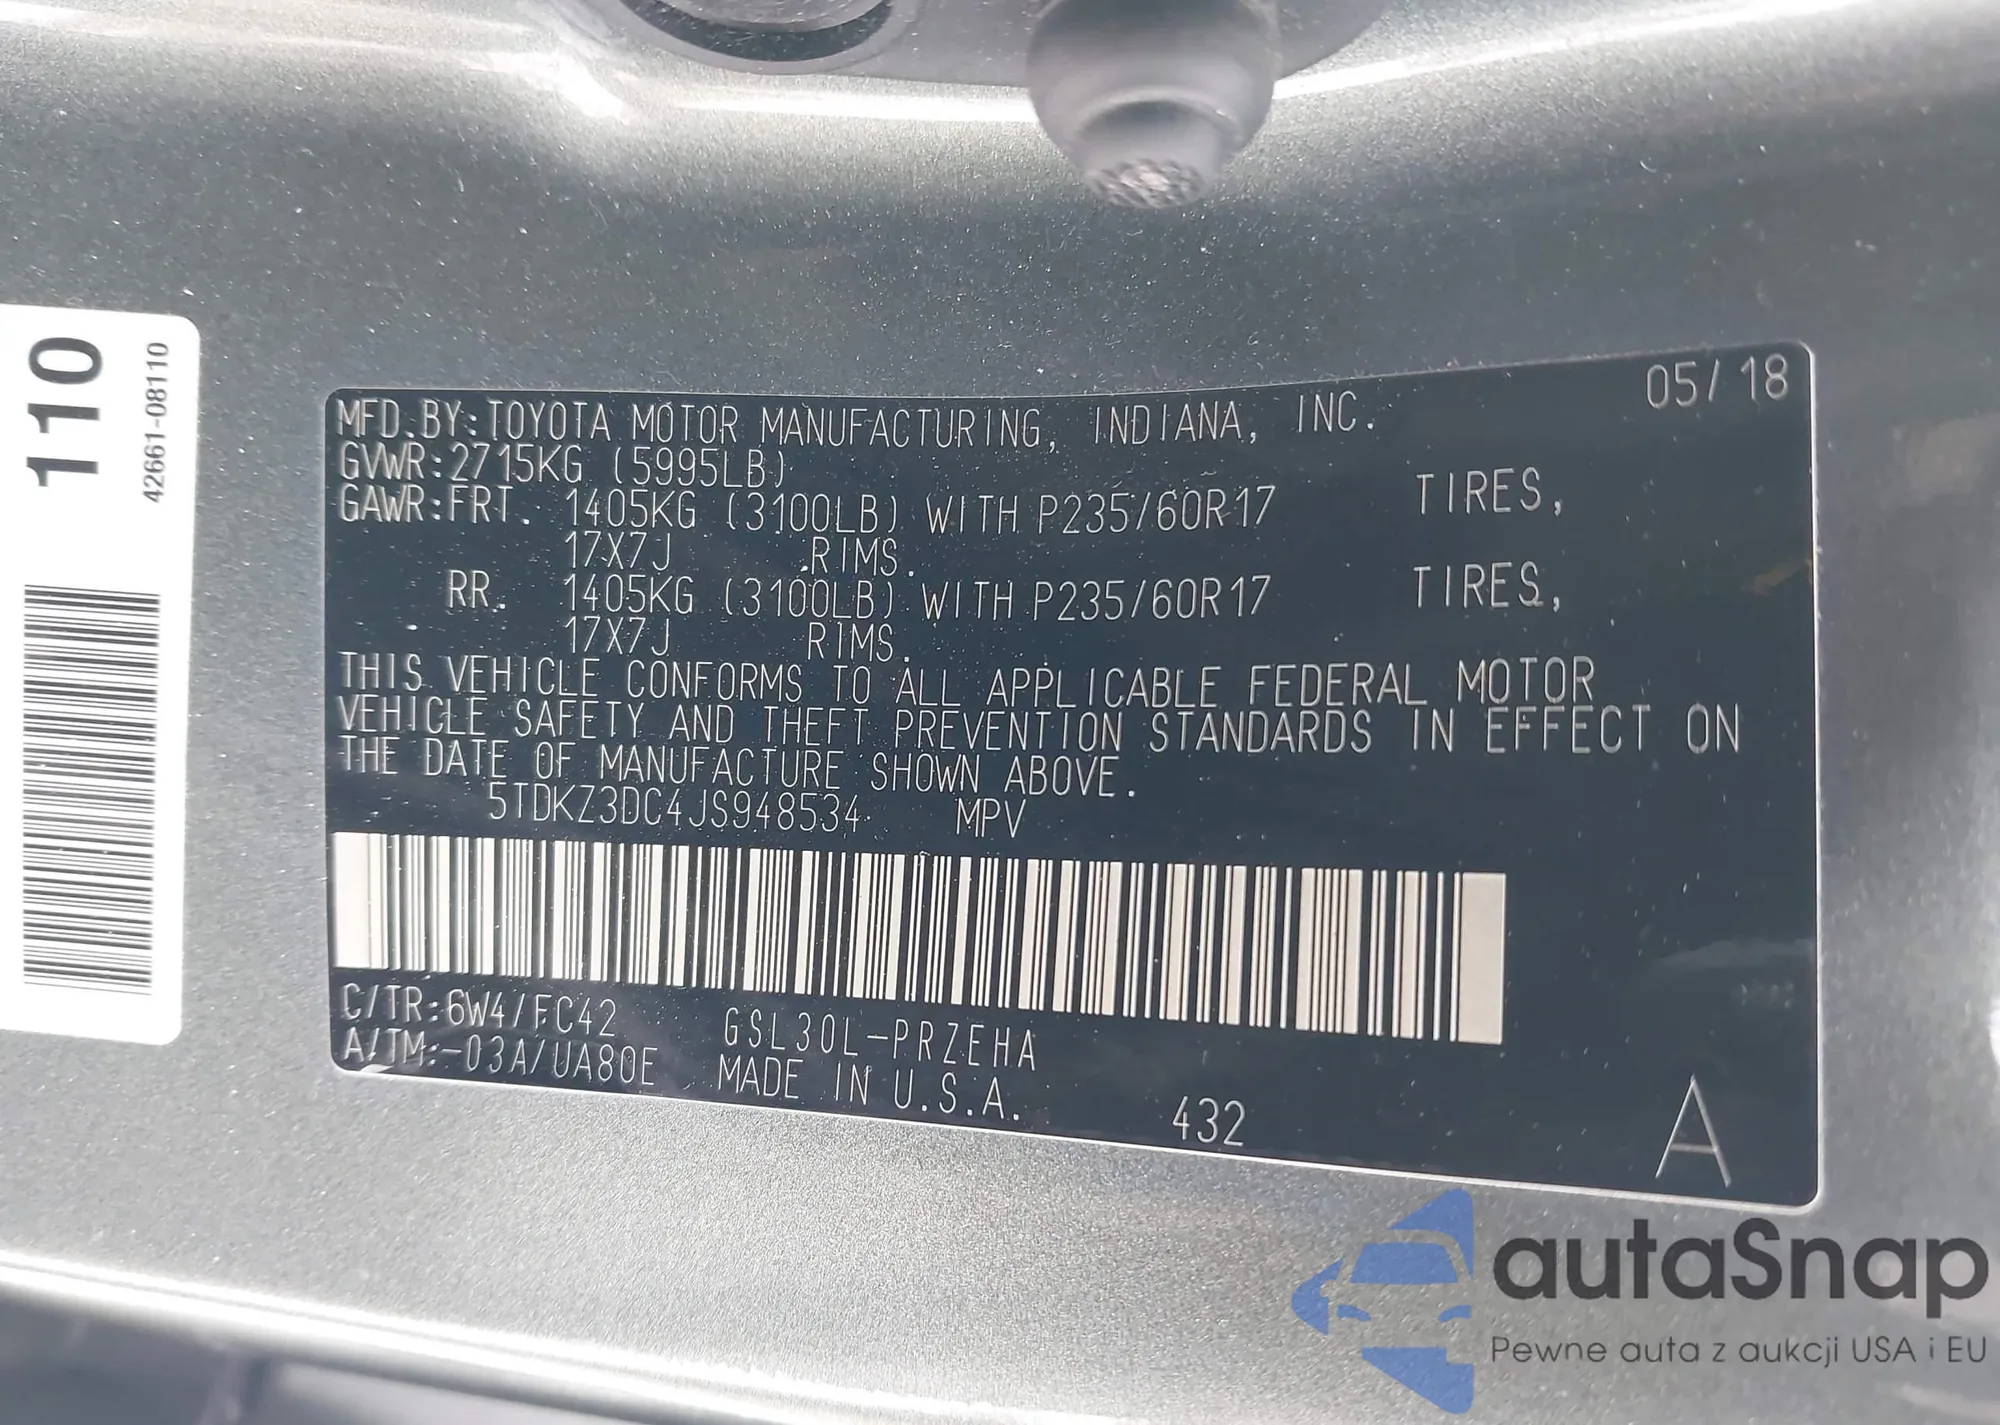 110
42661-08110
05/18
MFD.BY:TOYOTA MOTOR MANUFACTURING, INDIANA, INC.
GVWR:2715KG (5995LB)
GAWR:FRT. 1405KG (3100LB) WITH P235/60R17 TIRES,
17X7J RIMS.
RR. 1405KG (3100LB) WITH P235/60R17 TIRES,
17X7J RIMS.
THIS VEHICLE CONFORMS TO ALL APPLICABLE FEDERAL MOTOR
VEHICLE SAFETY AND THEFT PREVENTION STANDARDS IN EFFECT ON
THE DATE OF MANUFACTURE SHOWN ABOVE.
5TDKZ3DC4JS948534 MPV
C/TR:6W4/FC42 GSL30L-PRZEHA
A/TM:-03A/UA80E MADE IN U.S.A.
432 A
autaSnap
Pewne auta z aukcji USA i EU